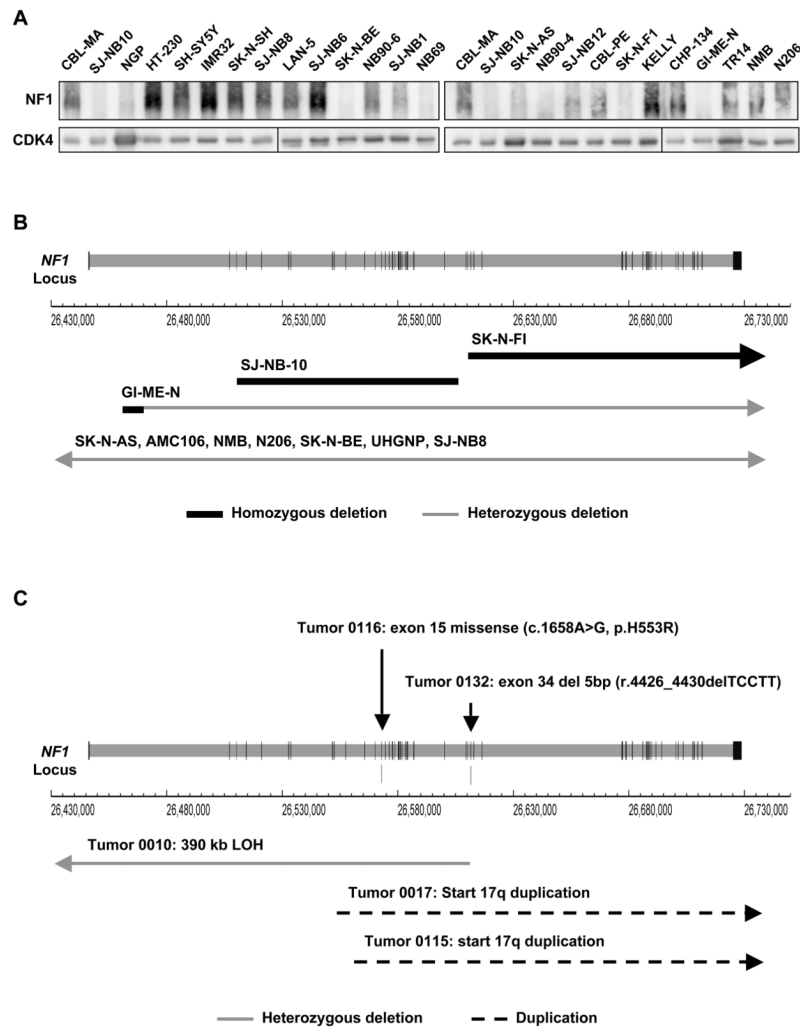 A
CBL-MA SJ-NB10 NGP HT-230 SH-SY5Y IMR32 SK-N-SH SJ-NB8 LAN-5 SJ-NB6 SK-N-BE NB90-6 SJ-NB1 NB69 CBL-MA SJ-NB10 SK-N-AS NB90-4 SJ-NB12 CBL-PE SK-N-F1 KELLY CHP-134 GI-ME-N TR14 NMB N206
NF1
CDK4
B
NF1
Locus
26,430,000 26,480,000 26,530,000 26,580,000 26,630,000 26,680,000 26,730,000
SK-N-FI
SJ-NB-10
GI-ME-N
SK-N-AS, AMC106, NMB, N206, SK-N-BE, UHGNP, SJ-NB8
Homozygous deletion Heterozygous deletion
C
Tumor 0116: exon 15 missense (c.1658A>G, p.H553R)
Tumor 0132: exon 34 del 5bp (r.4426_4430delTCCTT)
NF1
Locus
26,430,000 26,480,000 26,530,000 26,580,000 26,630,000 26,680,000 26,730,000
Tumor 0010: 390 kb LOH
Tumor 0017: Start 17q duplication
Tumor 0115: start 17q duplication
Heterozygous deletion Duplication